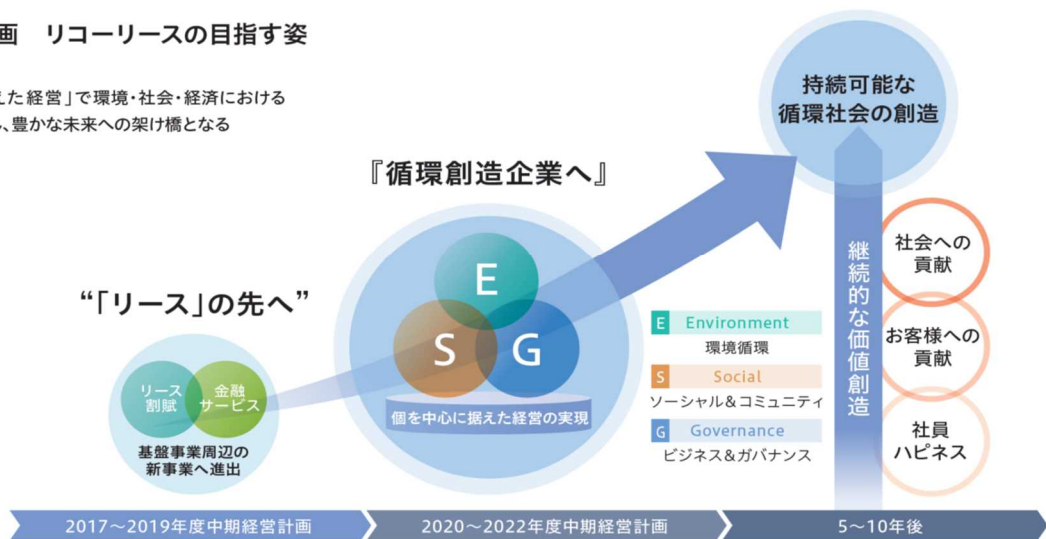 画 リコーリースの目指す姿
た経営」で環境・社会・経済における
、豊かな未来への架け橋となる
持続可能な
循環社会の創造
『循環創造企業へ』
“「リース」の先へ”
リース
割賦
金融
サービス
基盤事業周辺の
新事業へ進出
E
S
G
個を中心に据えた経営の実現
E Environment
環境循環
S Social
ソーシャル&コミュニティ
G Governance
ビジネス&ガバナンス
継続的な価値創造
社会への
貢献
お客様への
貢献
社員
ハピネス
2017〜2019年度中期経営計画
2020〜2022年度中期経営計画
5〜10年後